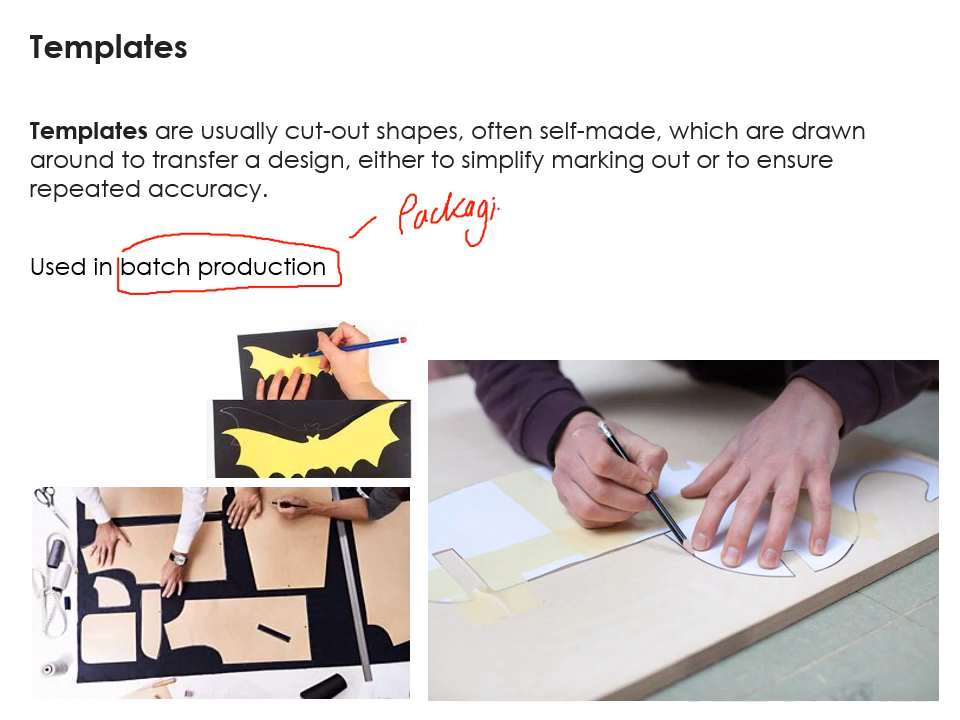 Templates
Templates are usually cut-out shapes, often self-made, which are drawn
around to transfer a design, either to simplify marking out or to ensure
repeated accuracy.
Packagi
Used in batch production